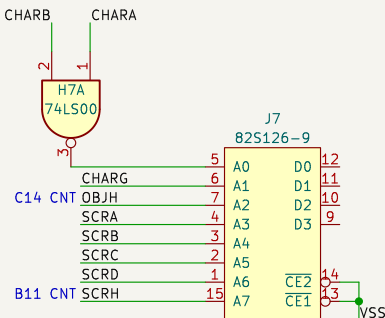 CHARB CHARA
2 1
H7A
74LS00
3
J7
82S126-9
5 A0 D0 12
CHARG 6 A1 D1 11
C14 CNT OBJH 7 A2 D2 10
SCRA 4 A3 D3 9
SCRB 3 A4
SCRC 2 A5
SCRD 1 A6 CE2 14
B11 CNT SCRH 15 A7 CE1 13
VSS